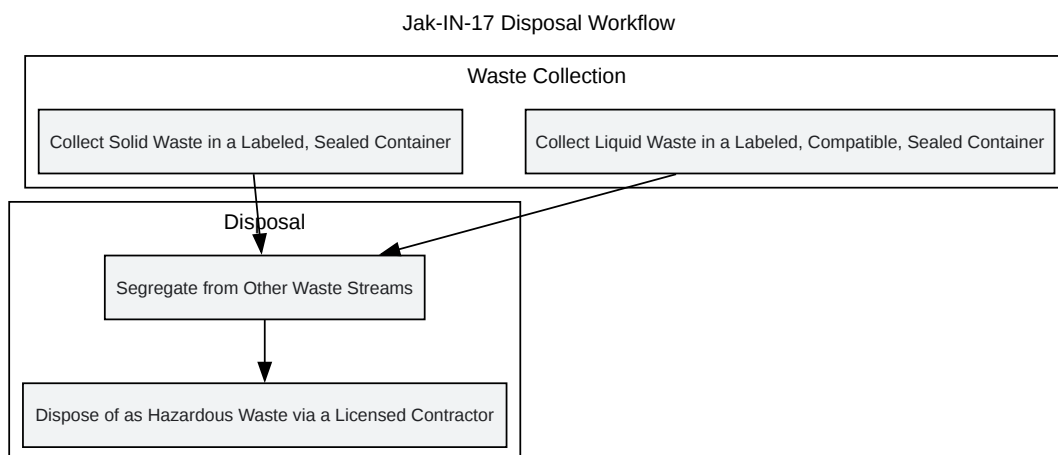 Jak-IN-17 Disposal Workflow
Waste Collection
Collect Solid Waste in a Labeled, Sealed Container
Collect Liquid Waste in a Labeled, Compatible, Sealed Container
Disposal
Segregate from Other Waste Streams
Dispose of as Hazardous Waste via a Licensed Contractor